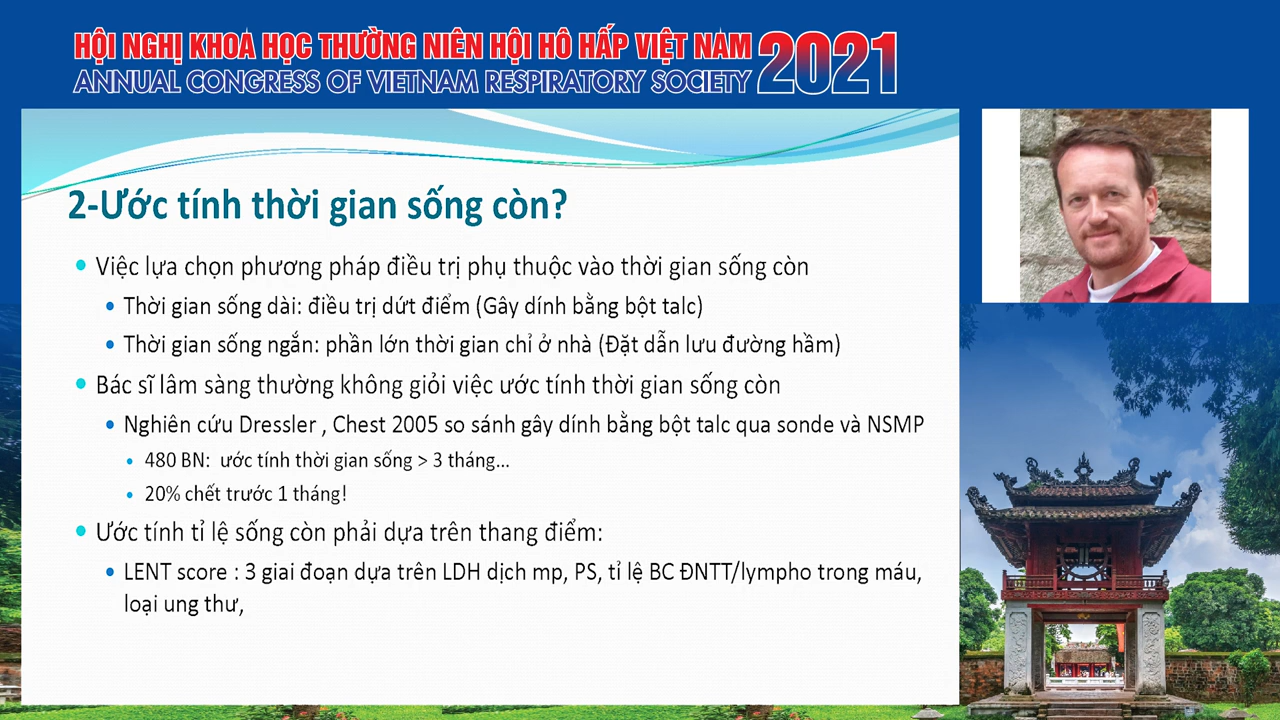 HỘI NGHỊ KHOA HỌC THƯỜNG NIÊN HỘI HÔ HẤP VIỆT NAM 2021
ANNUAL CONGRESS OF VIETNAM RESPIRATORY SOCIETY
2-Ước tính thời gian sống còn?
Việc lựa chọn phương pháp điều trị phụ thuộc vào thời gian sống còn
Thời gian sống dài: điều trị dứt điểm (Gây dính bằng bột talc)
Thời gian sống ngắn: phần lớn thời gian chỉ ở nhà (Đặt dẫn lưu đường hầm)
Bác sĩ lâm sàng thường không giỏi việc ước tính thời gian sống còn
Nghiên cứu Dressler , Chest 2005 so sánh gây dính bằng bột talc qua sonde và NSMP
480 BN: ước tính thời gian sống > 3 tháng...
20% chết trước 1 tháng!
Ước tính tỉ lệ sống còn phải dựa trên thang điểm:
LENT score : 3 giai đoạn dựa trên LDH dịch mp, PS, tỉ lệ BC ĐNTT/lympho trong máu,
loại ung thư,